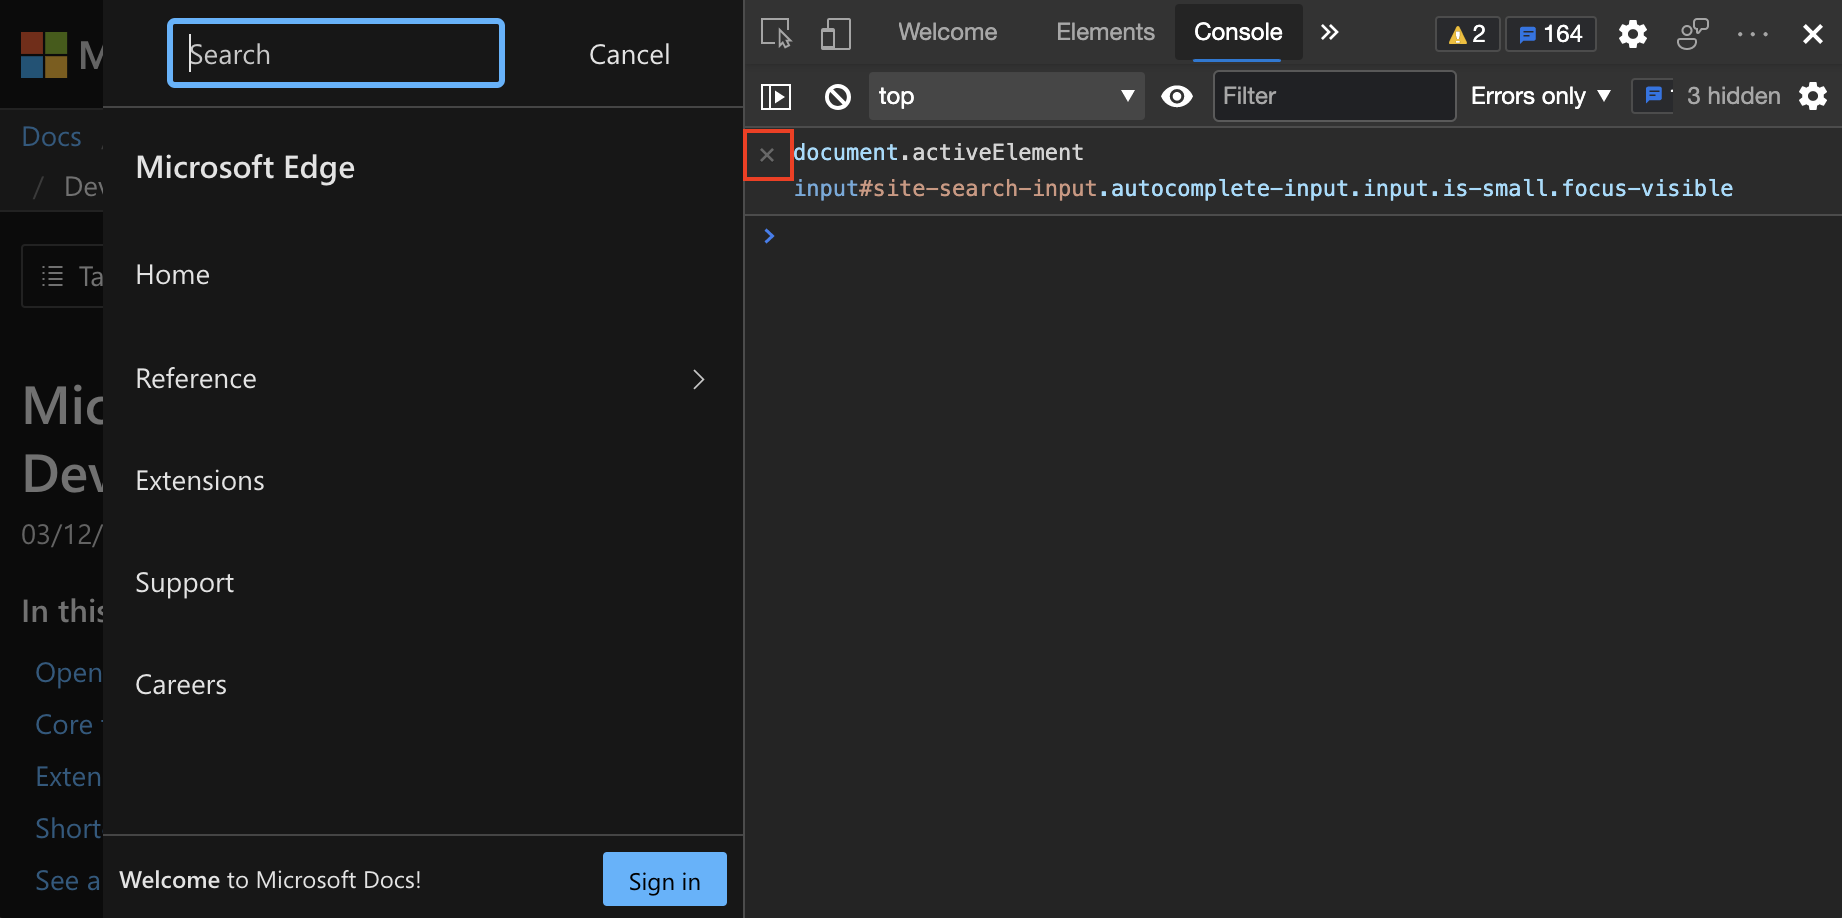 M
Docs
/ Dev
Ta
Mic
Dev
03/12/
In this
Open
Core
Exten
Short
See a
Search
Cancel
Microsoft Edge
Home
Reference
Extensions
Support
Careers
Welcome to Microsoft Docs!
Sign in
Welcome Elements Console » 2 164
top Filter Errors only 3 hidden
document.activeElement
input#site-search-input.autocomplete-input.input.is-small.focus-visible